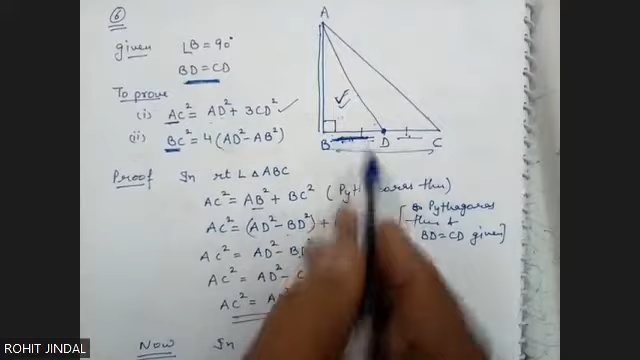 6
given ∟B = 90°
BD = CD
To prove
(i) AC² = AD² + 3CD² ✓
(ii) BC² = 4(AD² - AB²)
A
B
D
C
Proof In rt ∟ △ABC
AC² = AB² + BC² (Pythagoras thm)
AC² = (AD² - BD²) +
[ Pythagoras
thm &
BD = CD given]
AC² = AD² - BD²
AC² = AD² -
AC² =
Now In
ROHIT JINDAL